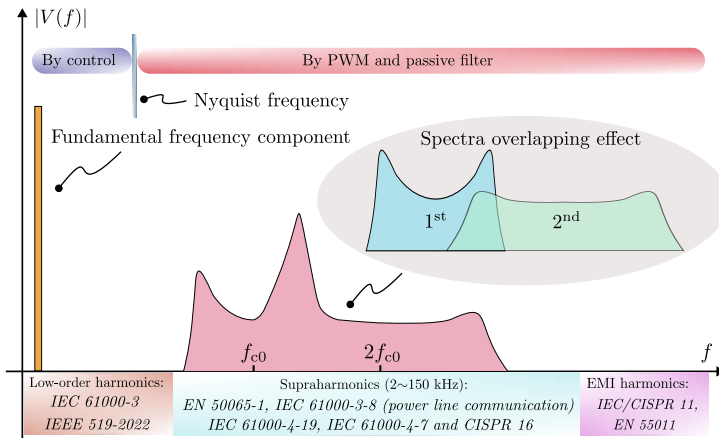 |V(f)|
By control
By PWM and passive filter
Nyquist frequency
Fundamental frequency component
Spectra overlapping effect
1st
2nd
fc0
2fc0
f
Low-order harmonics:
IEC 61000-3
IEEE 519-2022
Supraharmonics (2~150 kHz):
EN 50065-1, IEC 61000-3-8 (power line communication)
IEC 61000-4-19, IEC 61000-4-7 and CISPR 16
EMI harmonics:
IEC/CISPR 11,
EN 55011